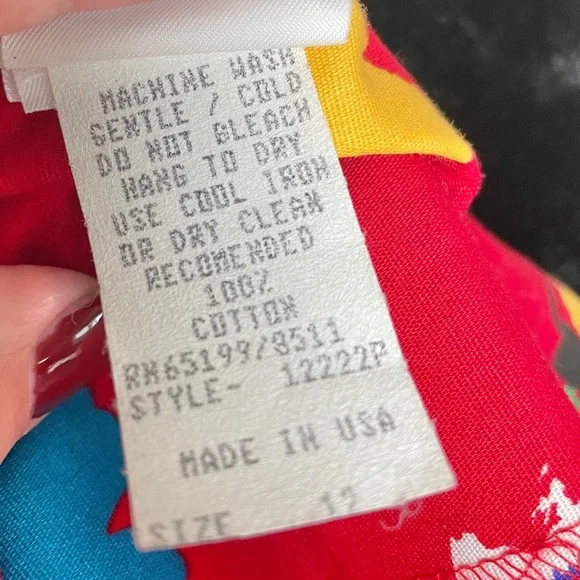 MACHINE WASH
GENTLE / COLD
DO NOT BLEACH
HANG TO DRY
USE COOL IRON
OR DRY CLEAN
RECOMENDED
100%
COTTON
RN65199/8511
STYLE- 12222P
MADE IN USA
SIZE 12